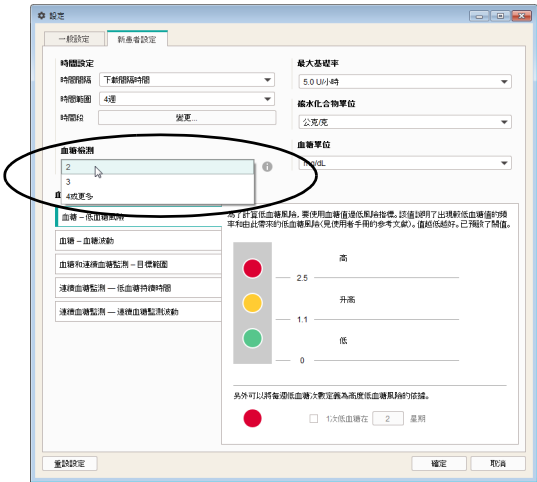 設定
一般設定
新患者設定
時間設定
時間間隔 下載間隔時間
時間範圍 4週
時間段 變更...
血糖檢測
2
3
4或更多
血糖 – 低血糖風險
血糖 – 血糖波動
血糖和連續血糖監測 – 目標範圍
連續血糖監測 — 低血糖持續時間
連續血糖監測 — 連續血糖監測波動
最大基礎率
5.0 U/小時
碳水化合物單位
公克/克
血糖單位
mg/dL
為了計算低血糖風險，要使用血糖值過低風險指標。該值說明了出現較低血糖值的頻
率和由此帶來的低血糖風險（見使用者手冊的參考文獻）。值越低越好。已預設了閾值。
高
2.5
升高
1.1
低
0
另外可以將每週低血糖次數定義為高度低血糖風險的依據。
1次低血糖在 2 星期
重設設定
確定
取消